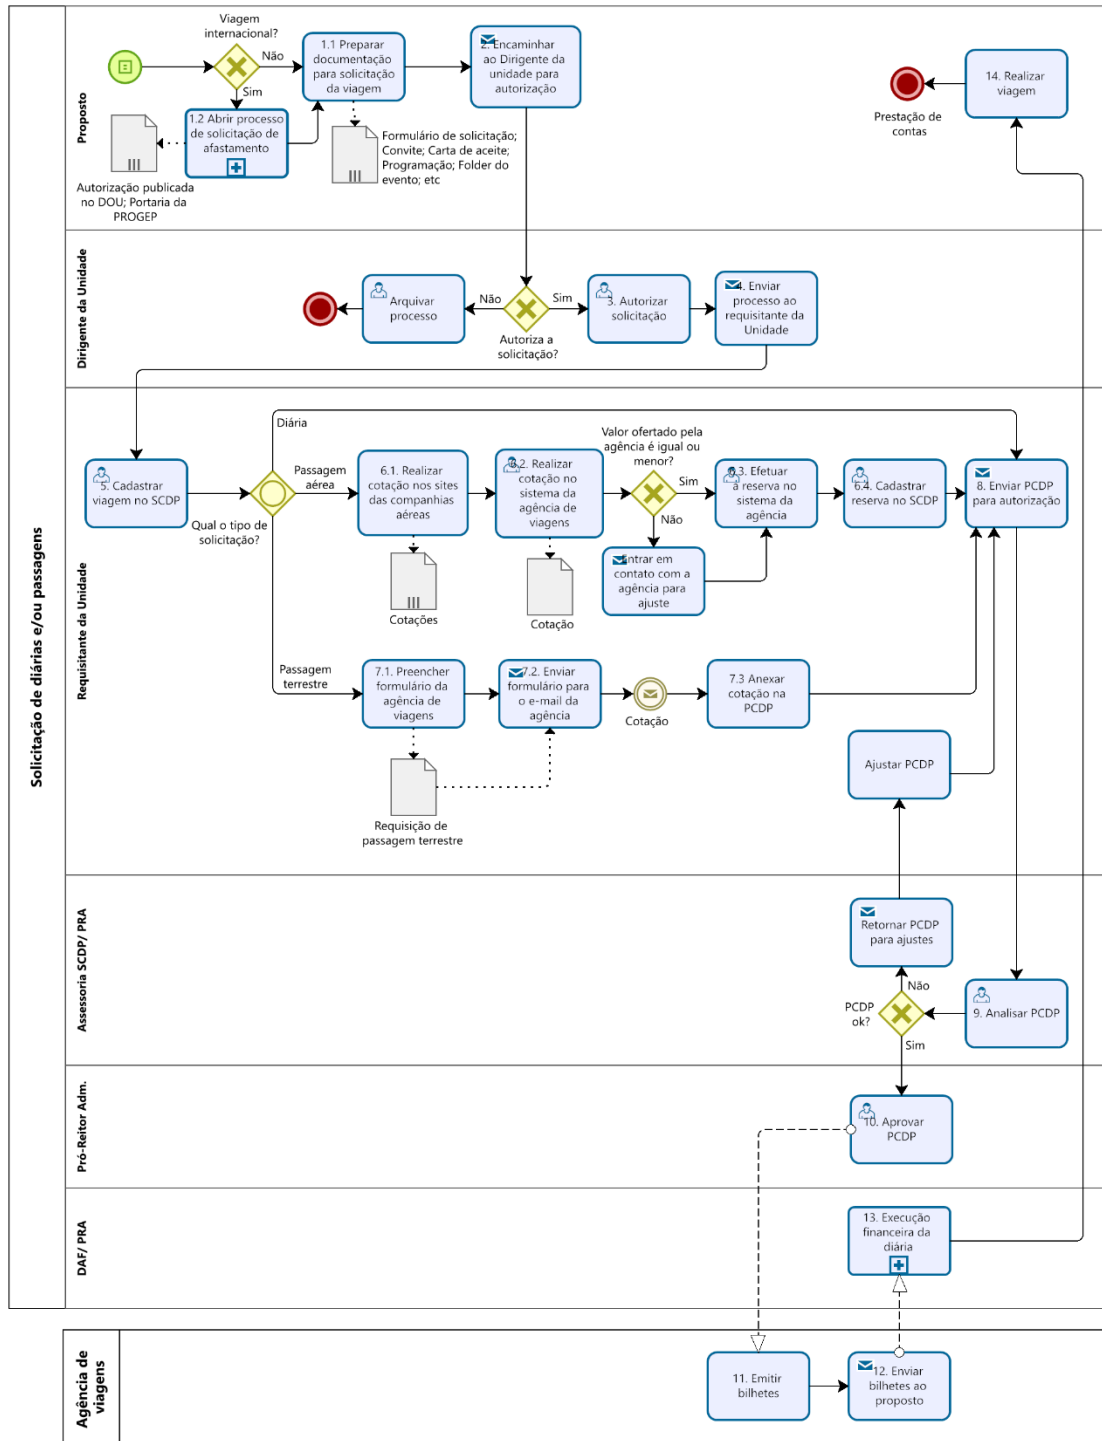 Solicitação de diárias e/ou passagens
Proposto
Viagem
internacional?
Não
Sim
1.1 Preparar
documentação
para solicitação
da viagem
2. Encaminhar
ao Dirigente da
unidade para
autorização
14. Realizar
viagem
Prestação de
contas
1.2 Abrir processo
de solicitação de
afastamento
Formulário de solicitação;
Convite; Carta de aceite;
Programação; Folder do
evento; etc
Autorização publicada
no DOU; Portaria da
PROGEP
Dirigente da Unidade
Arquivar
processo
Não
Sim
Autoriza a
solicitação?
3. Autorizar
solicitação
4. Enviar
processo ao
requisitante da
Unidade
Requisitante da Unidade
Diária
5. Cadastrar
viagem no SCDP
Qual o tipo de
solicitação?
Passagem
aérea
6.1. Realizar
cotação nos sites
das companhias
aéreas
Cotações
6.2. Realizar
cotação no
sistema da
agência de viagens
Cotação
Valor ofertado pela
agência é igual ou
menor?
Sim
Não
Entrar em
contato com a
agência para
ajuste
6.3. Efetuar
a reserva no
sistema da
agência
6.4. Cadastrar
reserva no SCDP
8. Enviar PCDP
para autorização
Passagem
terrestre
7.1. Preencher
formulário da
agência de
viagens
7.2. Enviar
formulário para
o e-mail da
agência
Cotação
7.3 Anexar
cotação na
PCDP
Requisição de
passagem terrestre
Ajustar PCDP
Assessoria SCDP/ PRA
Retornar PCDP
para ajustes
Não
PCDP
ok?
Sim
9. Analisar PCDP
Pró-Reitor Adm.
10. Aprovar
PCDP
DAF/ PRA
13. Execução
financeira da
diária
Agência de
viagens
11. Emitir
bilhetes
12. Enviar
bilhetes ao
proposto